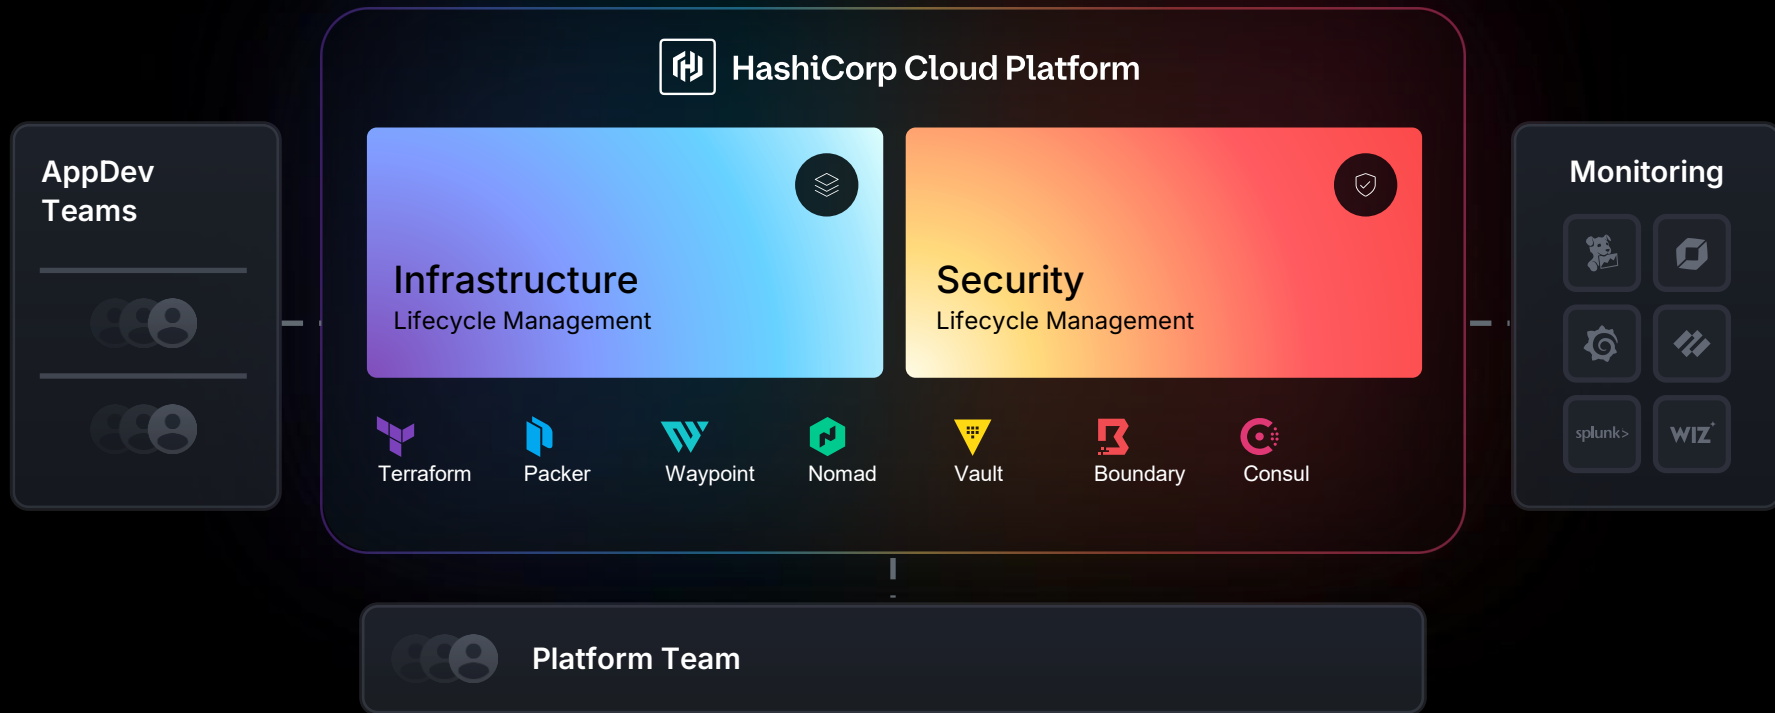 HashiCorp Cloud Platform
AppDev
Teams
Infrastructure
Lifecycle Management
Security
Lifecycle Management
Monitoring
splunk>
WIZ
Terraform
Packer
Waypoint
Nomad
Vault
Boundary
Consul
Platform Team